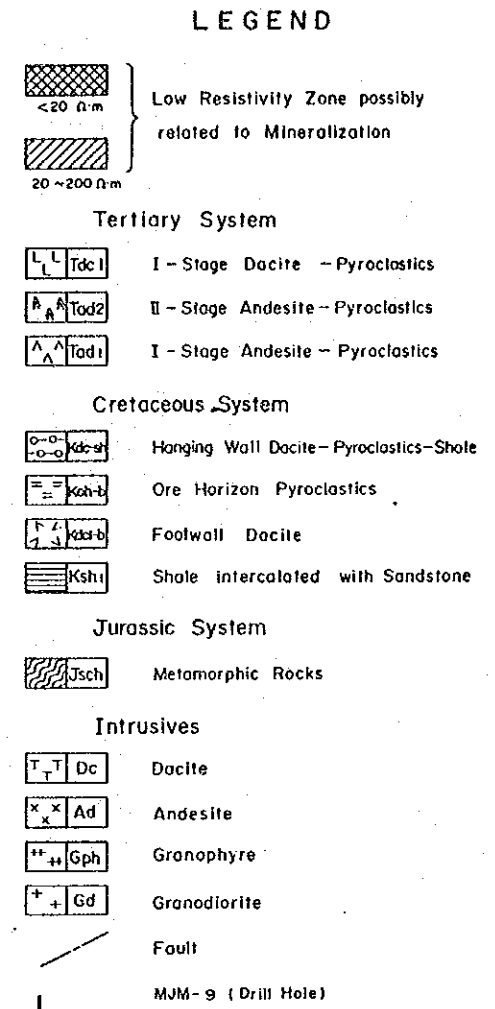 LEGEND
<20 Ω·m
Low Resistivity Zone possibly
related to Mineralization
20 ~200 Ω·m
Tertiary System
Tdc1 I - Stage Dacite - Pyroclastics
Tad2 II - Stage Andesite - Pyroclastics
Tad1 I - Stage Andesite - Pyroclastics
Cretaceous System
Kdc-sh Hanging Wall Dacite-Pyroclastics-Shale
Koh-b Ore Horizon Pyroclastics
Kdct-b Footwall Dacite
Ksh1 Shale intercalated with Sandstone
Jurassic System
Jsch Metamorphic Rocks
Intrusives
Dc Dacite
Ad Andesite
Gph Granophyre
Gd Granodiorite
Fault
MJM-9 (Drill Hole)